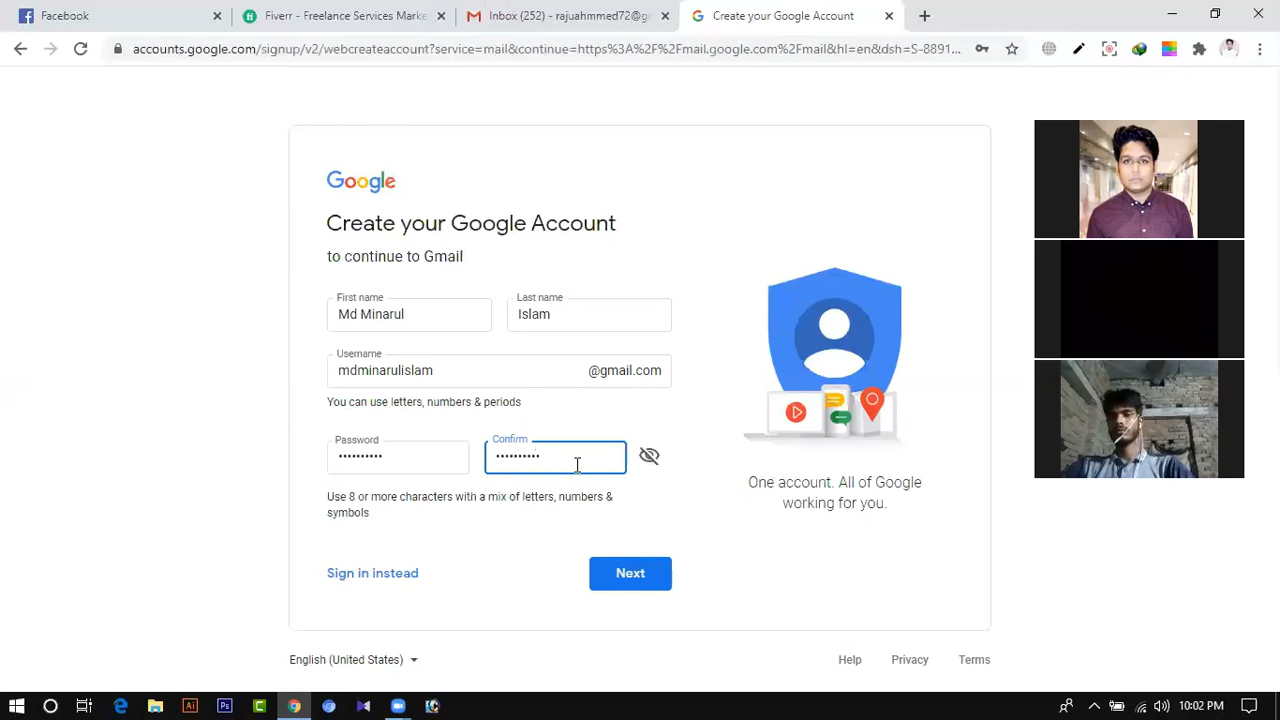 Facebook
Fiverr - Freelance Services Marke
Inbox (252) - rajuahmmed72@g
Create your Google Account
accounts.google.com/signup/v2/webcreateaccount?service=mail&continue=https%3A%2F%2Fmail.google.com%2Fmail&hl=en&dsh=S-8891...
Google
Create your Google Account
to continue to Gmail
First name
Last name
Md Minarul
Islam
Username
mdminarulislam
@gmail.com
You can use letters, numbers & periods
Password
Confirm
••••••••••
••••••••••
Use 8 or more characters with a mix of letters, numbers &
symbols
One account. All of Google
working for you.
Sign in instead
Next
English (United States)
Help
Privacy
Terms
Ai
Ps
C
10:02 PM